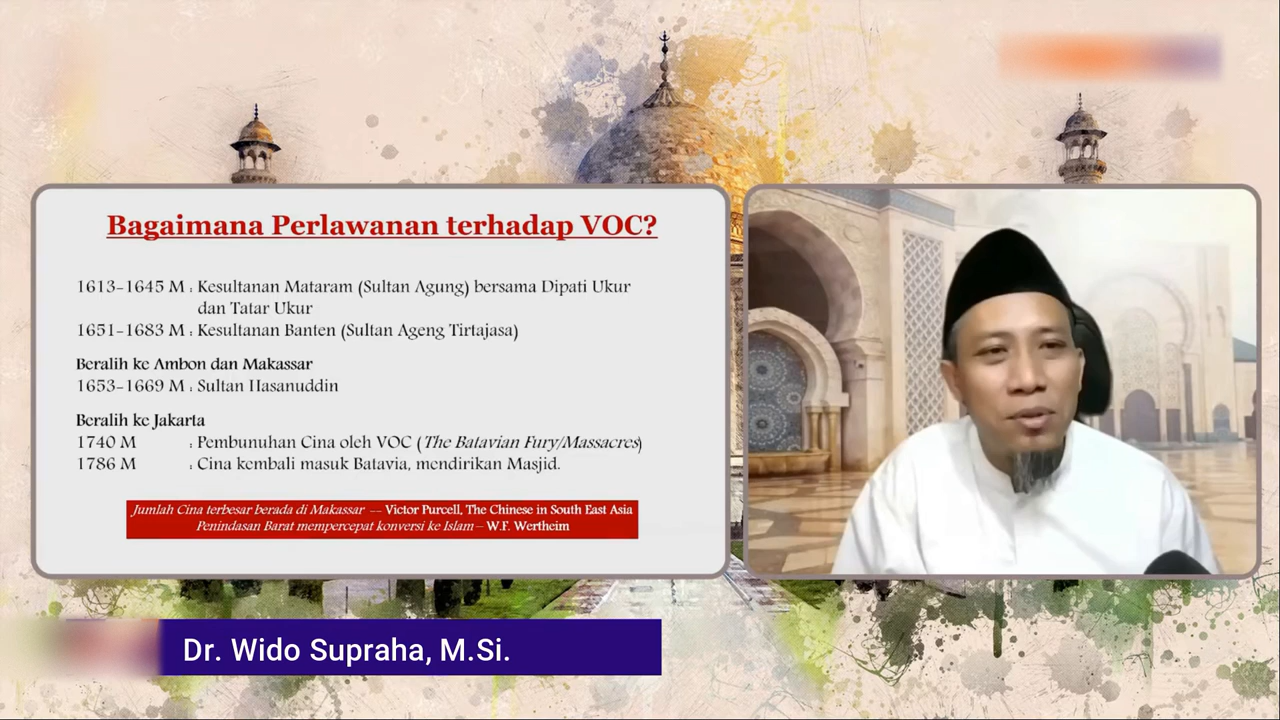 Bagaimana Perlawanan terhadap VOC?
1613-1645 M : Kesultanan Mataram (Sultan Agung) bersama Dipati Ukur
dan Tatar Ukur
1651-1683 M : Kesultanan Banten (Sultan Ageng Tirtajasa)
Beralih ke Ambon dan Makassar
1653-1669 M : Sultan Hasanuddin
Beralih ke Jakarta
1740 M : Pembunuhan Cina oleh VOC (The Batavian Fury/Massacres)
1786 M : Cina kembali masuk Batavia, mendirikan Masjid.
Jumlah Cina terbesar berada di Makassar -- Victor Purcell, The Chinese in South East Asia
Penindasan Barat mempercepat konversi ke Islam – W.F. Wertheim
Dr. Wido Supraha, M.Si.